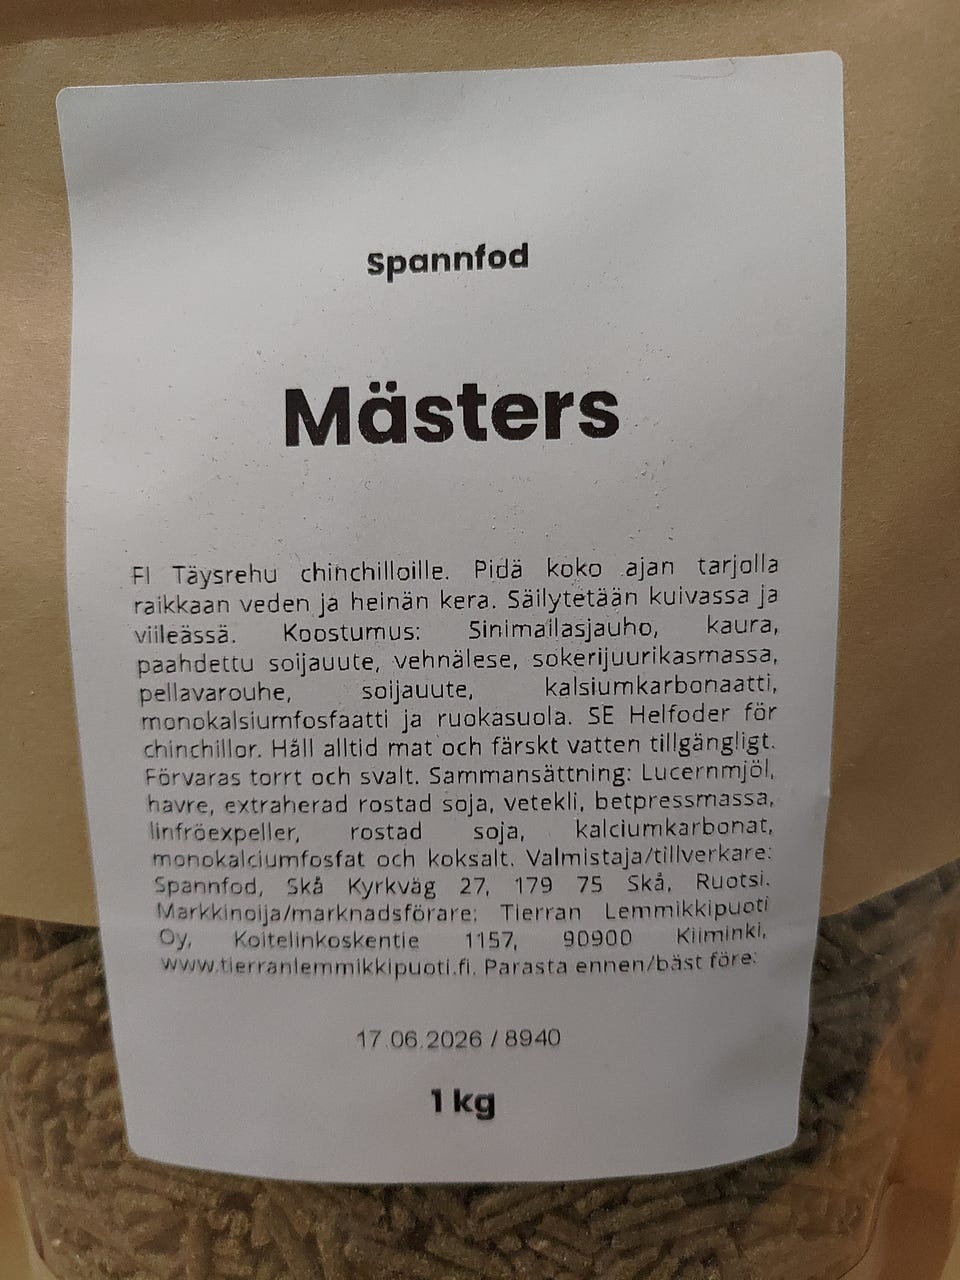 Spannfod
Mästers
FI Täysrehu chinchilloille. Pidä koko ajan tarjolla
raikkaan veden ja heinän kera. Säilytetään kuivassa ja
viileässä. Koostumus: Sinimailasjauho, kaura,
paahdettu soijauute, vehnälese, sokerijuurikasmassa,
pellavarouhe, soijauute, kalsiumkarbonaatti,
monokalsiumfosfaatti ja ruokasuola. SE Helfoder för
chinchillor. Håll alltid mat och färskt vatten tillgängligt.
Förvaras torrt och svalt. Sammansättning: Lucernmjöl,
havre, extraherad rostad soja, vetekli, betpressmassa,
linfröexpeller, rostad soja, kalciumkarbonat,
monokalciumfosfat och koksalt. Valmistaja/tillverkare:
Spannfod, Skå Kyrkväg 27, 179 75 Skå, Ruotsi.
Markkinoija/marknadsförare: Tierran Lemmikkipuoti
Oy, Koitelinkoskentie 1157, 90900 Kiiminki,
www.tierranlemmikkipuoti.fi. Parasta ennen/bäst före:
17.06.2026 / 8940
1 kg